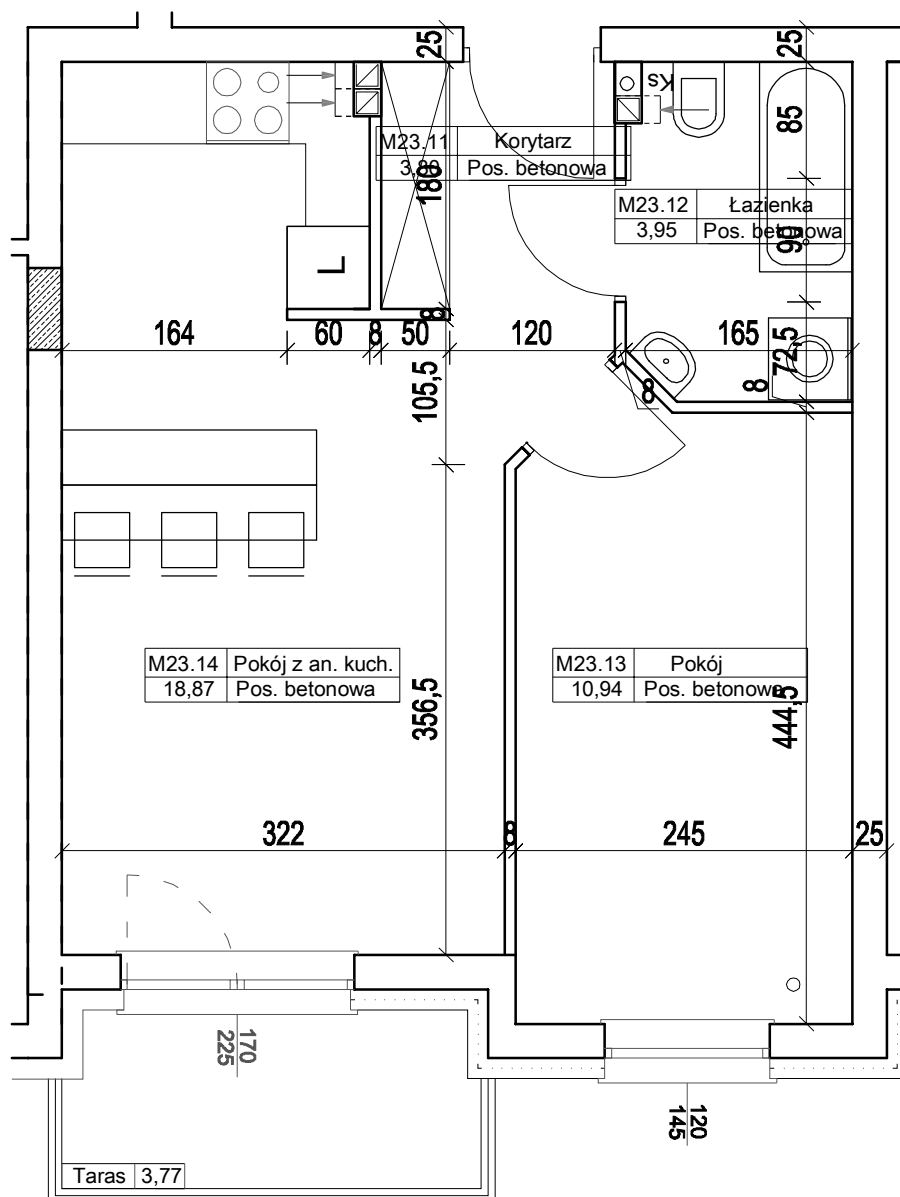 25
25
Ks
85
M23.11 Korytarz
3,80 Pos. betonowa
180
M23.12 Łazienka
3,95 Pos. betonowa
90
L
8
164
60
8
50
120
165
72,5
105,5
8
8
M23.14 Pokój z an. kuch.
18,87 Pos. betonowa
M23.13 Pokój
10,94 Pos. betonowa
356,5
444,5
322
8
245
25
170
225
120
145
Taras 3,77